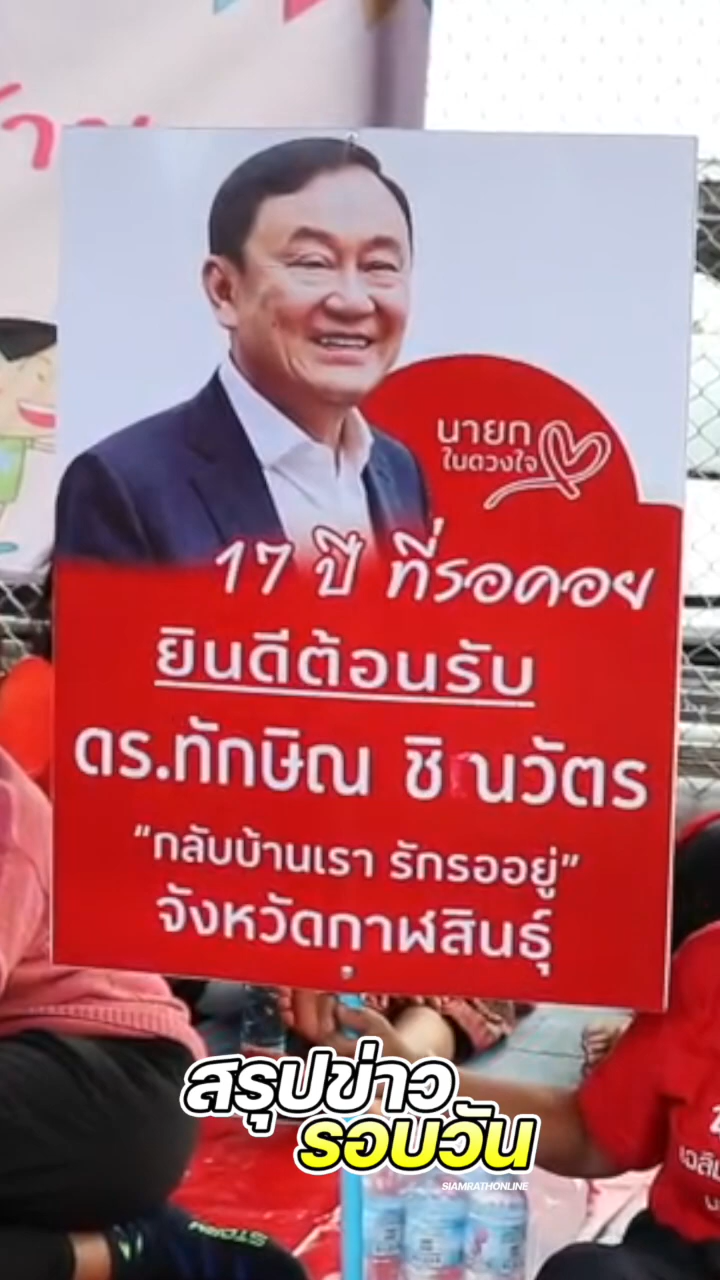 นายก
ในดวงใจ
17 ปี ที่รอคอย
ยินดีต้อนรับ
ดร.ทักษิณ ชินวัตร
“กลับบ้านเรา รักรออยู่”
จังหวัดกาฬสินธุ์
สรุปข่าว
รอบวัน
SIAMRATHONLINE
STORM